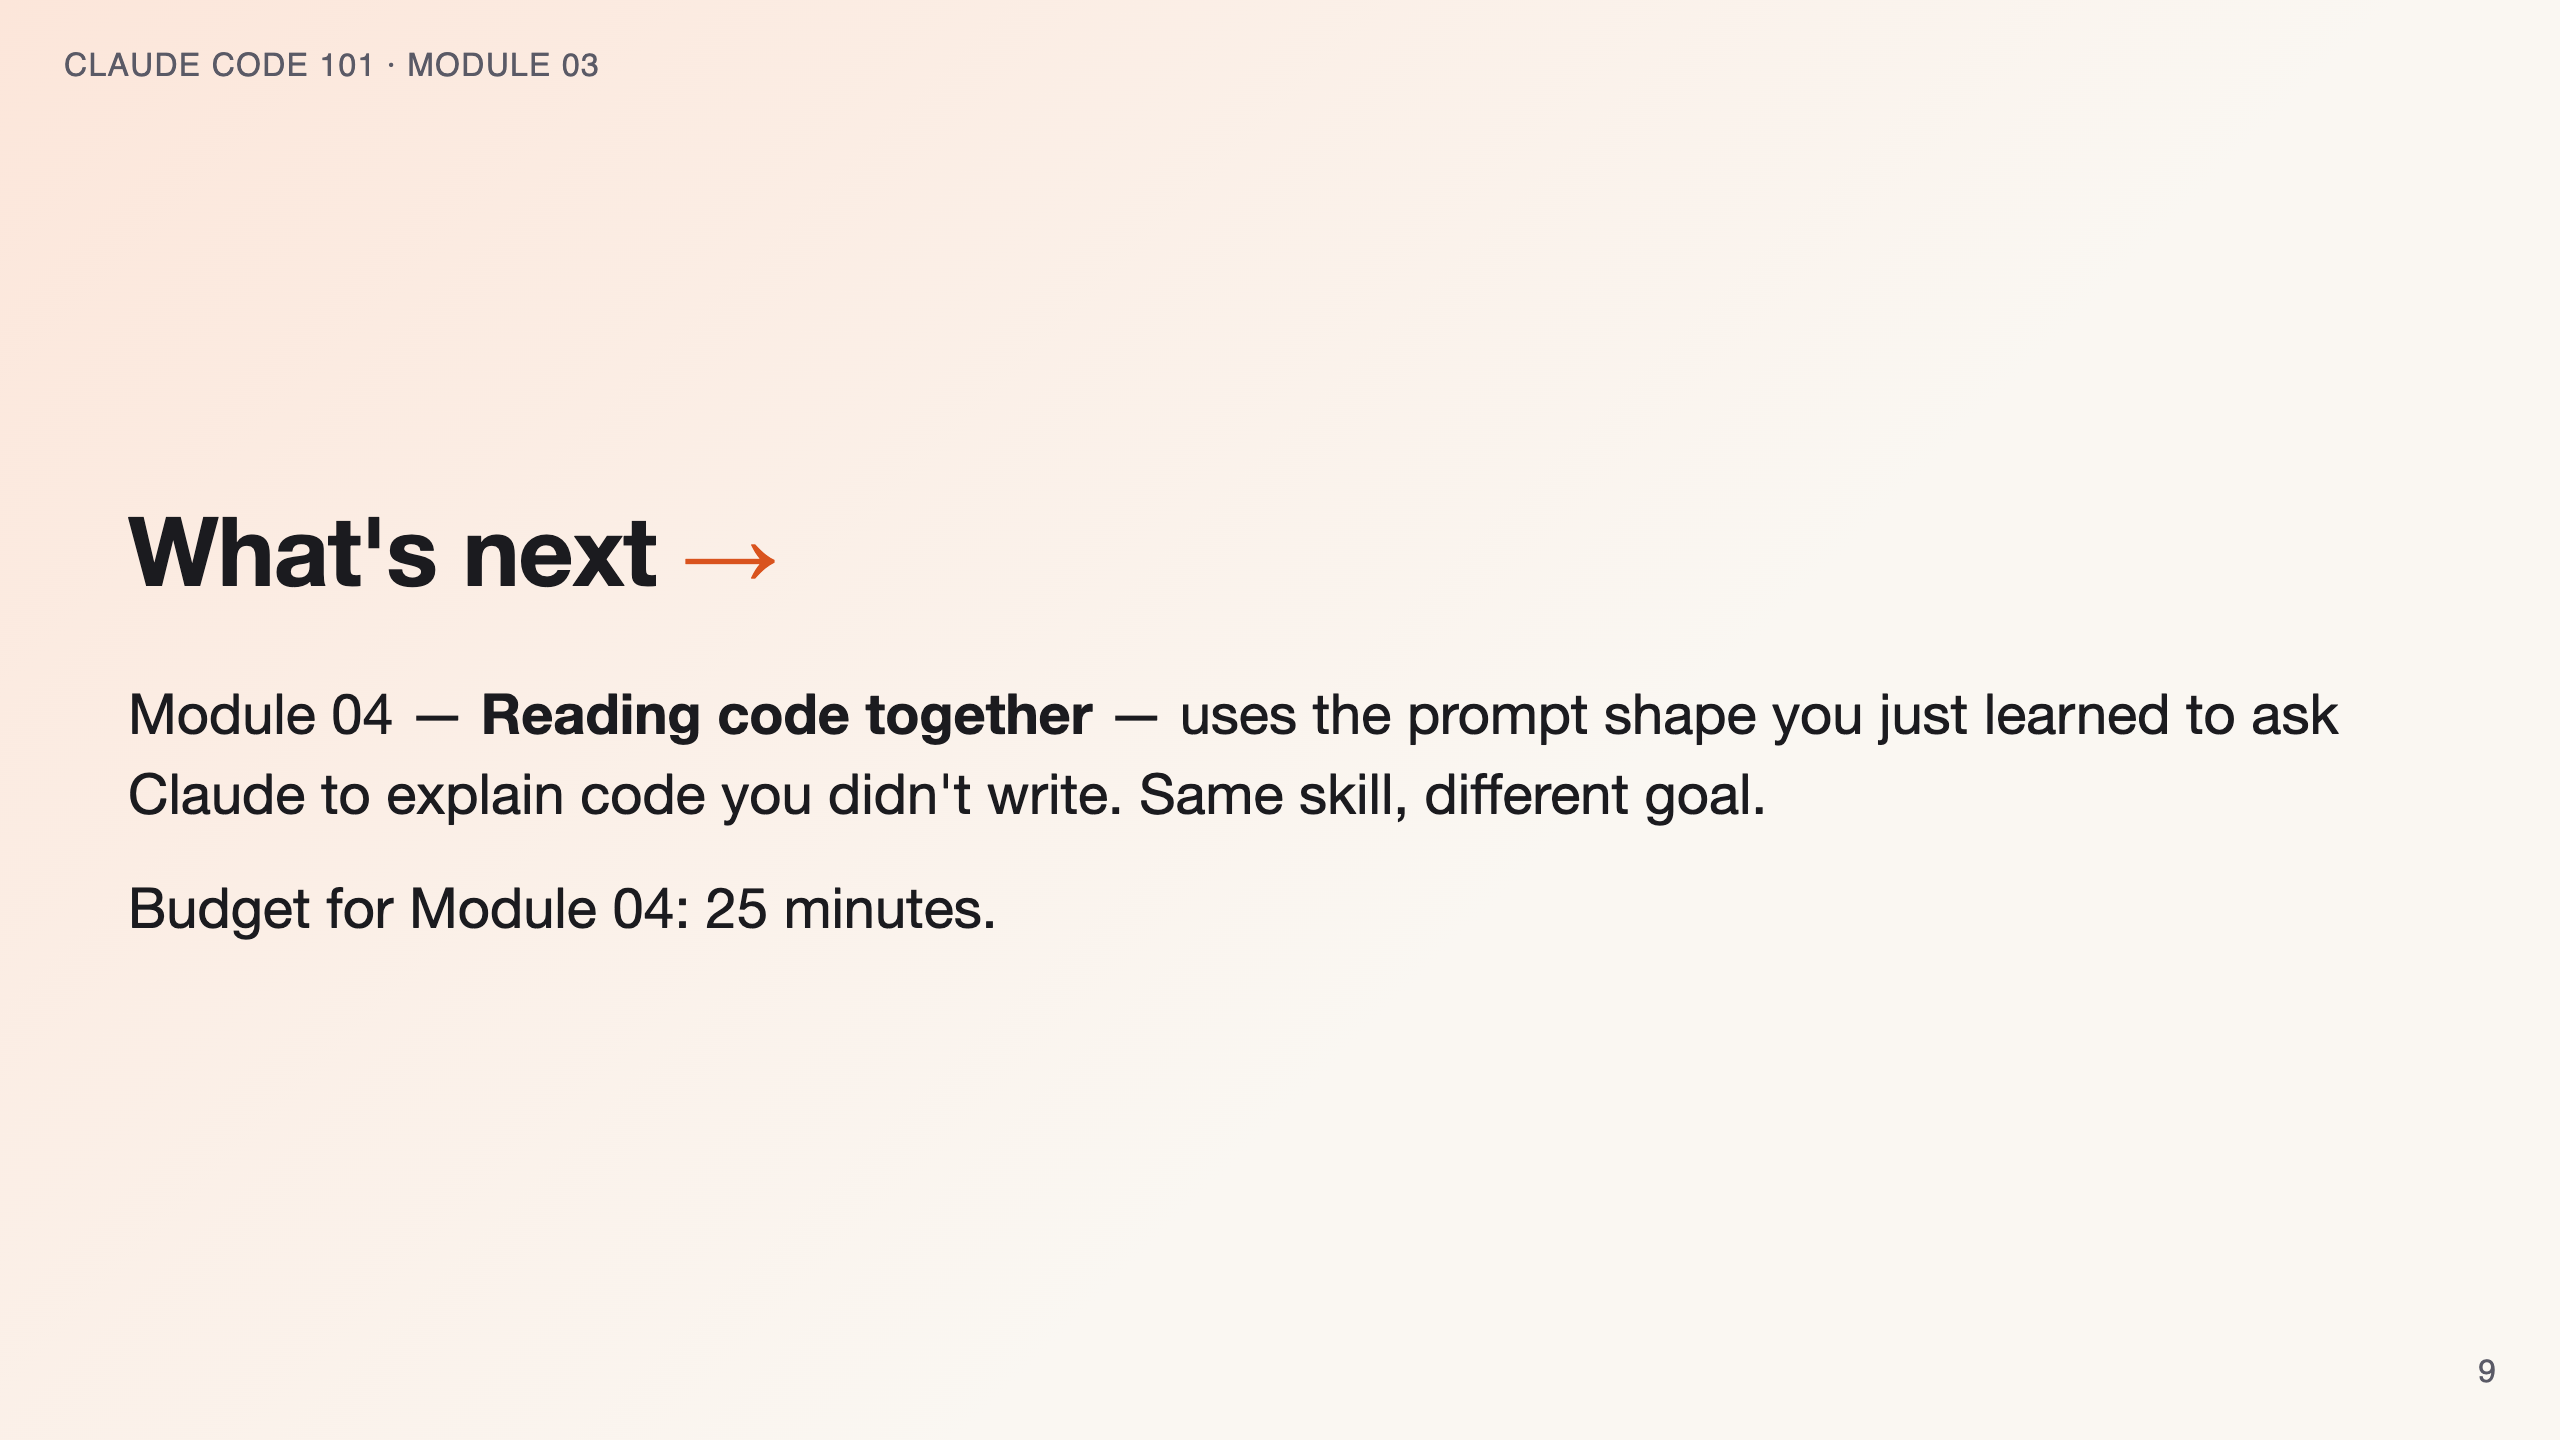 CLAUDE CODE 101 · MODULE 03
What's next →
Module 04 — Reading code together — uses the prompt shape you just learned to ask
Claude to explain code you didn't write. Same skill, different goal.
Budget for Module 04: 25 minutes.
9